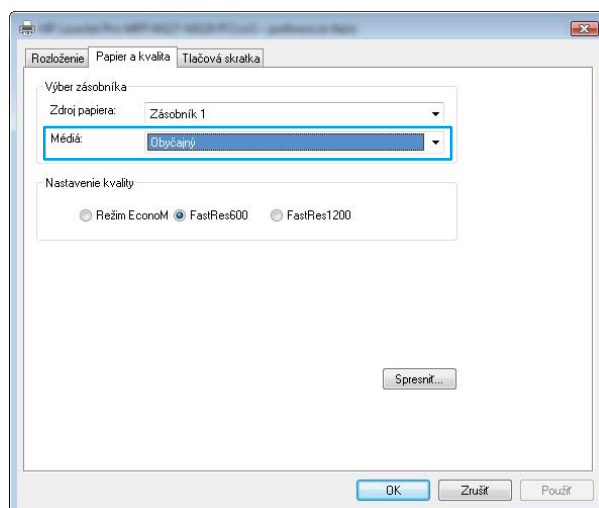 Rozloženie Papier a kvalita Tlačová skratka
Výber zásobníka
Zdroj papiera: Zásobník 1
Médiá: Obyčajný
Nastavenie kvality
Režim EconoM FastRes600 FastRes1200
Spresniť...
OK Zrušiť Použiť